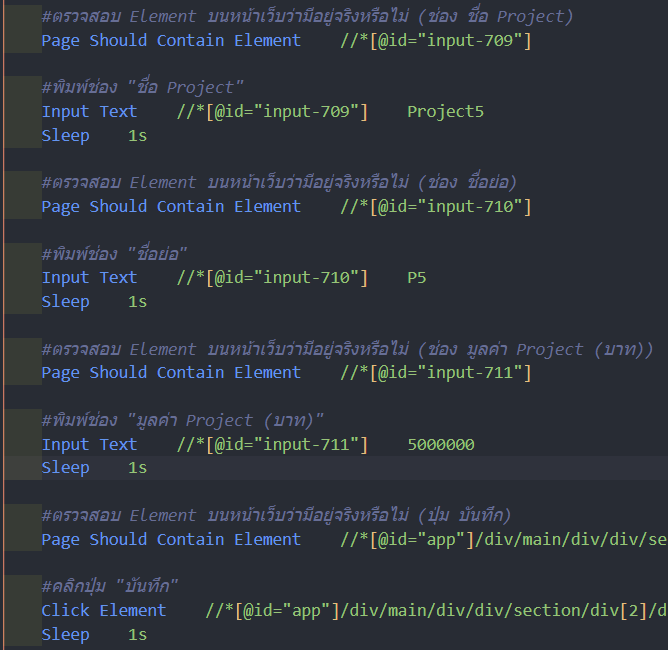 #ตรวจสอบ Element บนหน้าเว็บว่ามีอยู่จริงหรือไม่ (ช่อง ชื่อ Project)
Page Should Contain Element    //*[@id="input-709"]
#พิมพ์ช่อง "ชื่อ Project"
Input Text    //*[@id="input-709"]    Project5
Sleep    1s
#ตรวจสอบ Element บนหน้าเว็บว่ามีอยู่จริงหรือไม่ (ช่อง ชื่อย่อ)
Page Should Contain Element    //*[@id="input-710"]
#พิมพ์ช่อง "ชื่อย่อ"
Input Text    //*[@id="input-710"]    P5
Sleep    1s
#ตรวจสอบ Element บนหน้าเว็บว่ามีอยู่จริงหรือไม่ (ช่อง มูลค่า Project (บาท))
Page Should Contain Element    //*[@id="input-711"]
#พิมพ์ช่อง "มูลค่า Project (บาท)"
Input Text    //*[@id="input-711"]    5000000
Sleep    1s
#ตรวจสอบ Element บนหน้าเว็บว่ามีอยู่จริงหรือไม่ (ปุ่ม บันทึก)
Page Should Contain Element    //*[@id="app"]/div/main/div/div/se
#คลิกปุ่ม "บันทึก"
Click Element    //*[@id="app"]/div/main/div/div/section/div[2]/d
Sleep    1s